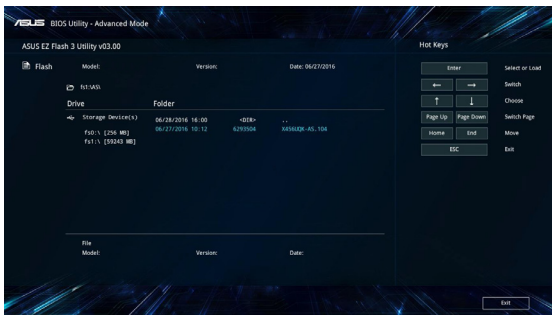 ASUS BIOS Utility - Advanced Mode
ASUS EZ Flash 3 Utility v03.00
Flash
Model: Version: Date: 06/27/2016
fs1:\AS\
Drive Folder
Storage Device(s)
fs0:\ [256 MB]
fs1:\ [59243 MB]
06/28/2016 16:00 <DIR> ..
06/27/2016 10:12 6293504 X456UQK-AS.104
File
Model: Version: Date:
Hot Keys
Enter Select or Load
← → Switch
↑ ↓ Choose
Page Up Page Down Switch Page
Home End Move
ESC Exit
Exit